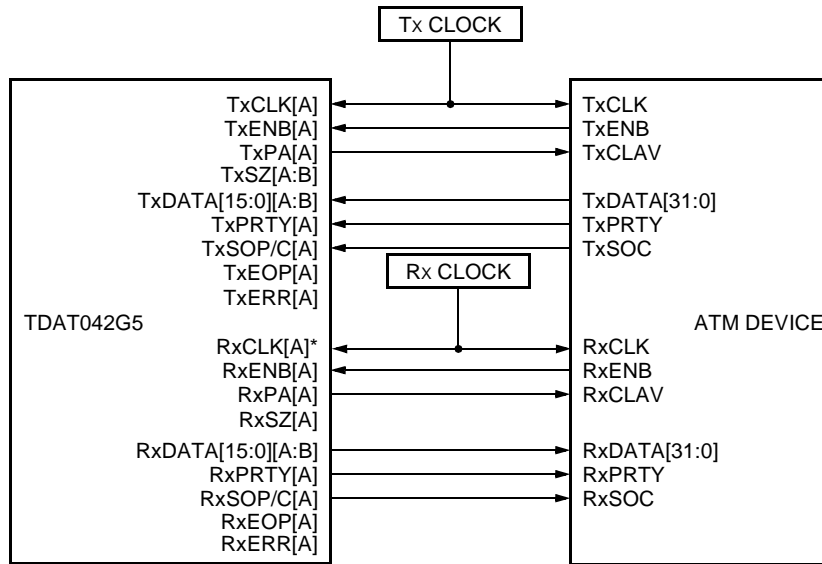 Tx CLOCK
TxCLK[A]
TxCLK
TxENB[A]
TxENB
TxPA[A]
TxCLAV
TxSZ[A:B]
TxDATA[15:0][A:B]
TxDATA[31:0]
TxPRTY[A]
TxPRTY
TxSOP/C[A]
TxSOC
TxEOP[A]
Rx CLOCK
TxERR[A]
TDAT042G5
ATM DEVICE
RxCLK[A]*
RxCLK
RxENB[A]
RxENB
RxPA[A]
RxCLAV
RxSZ[A]
RxDATA[15:0][A:B]
RxDATA[31:0]
RxPRTY[A]
RxPRTY
RxSOP/C[A]
RxSOC
RxEOP[A]
RxERR[A]